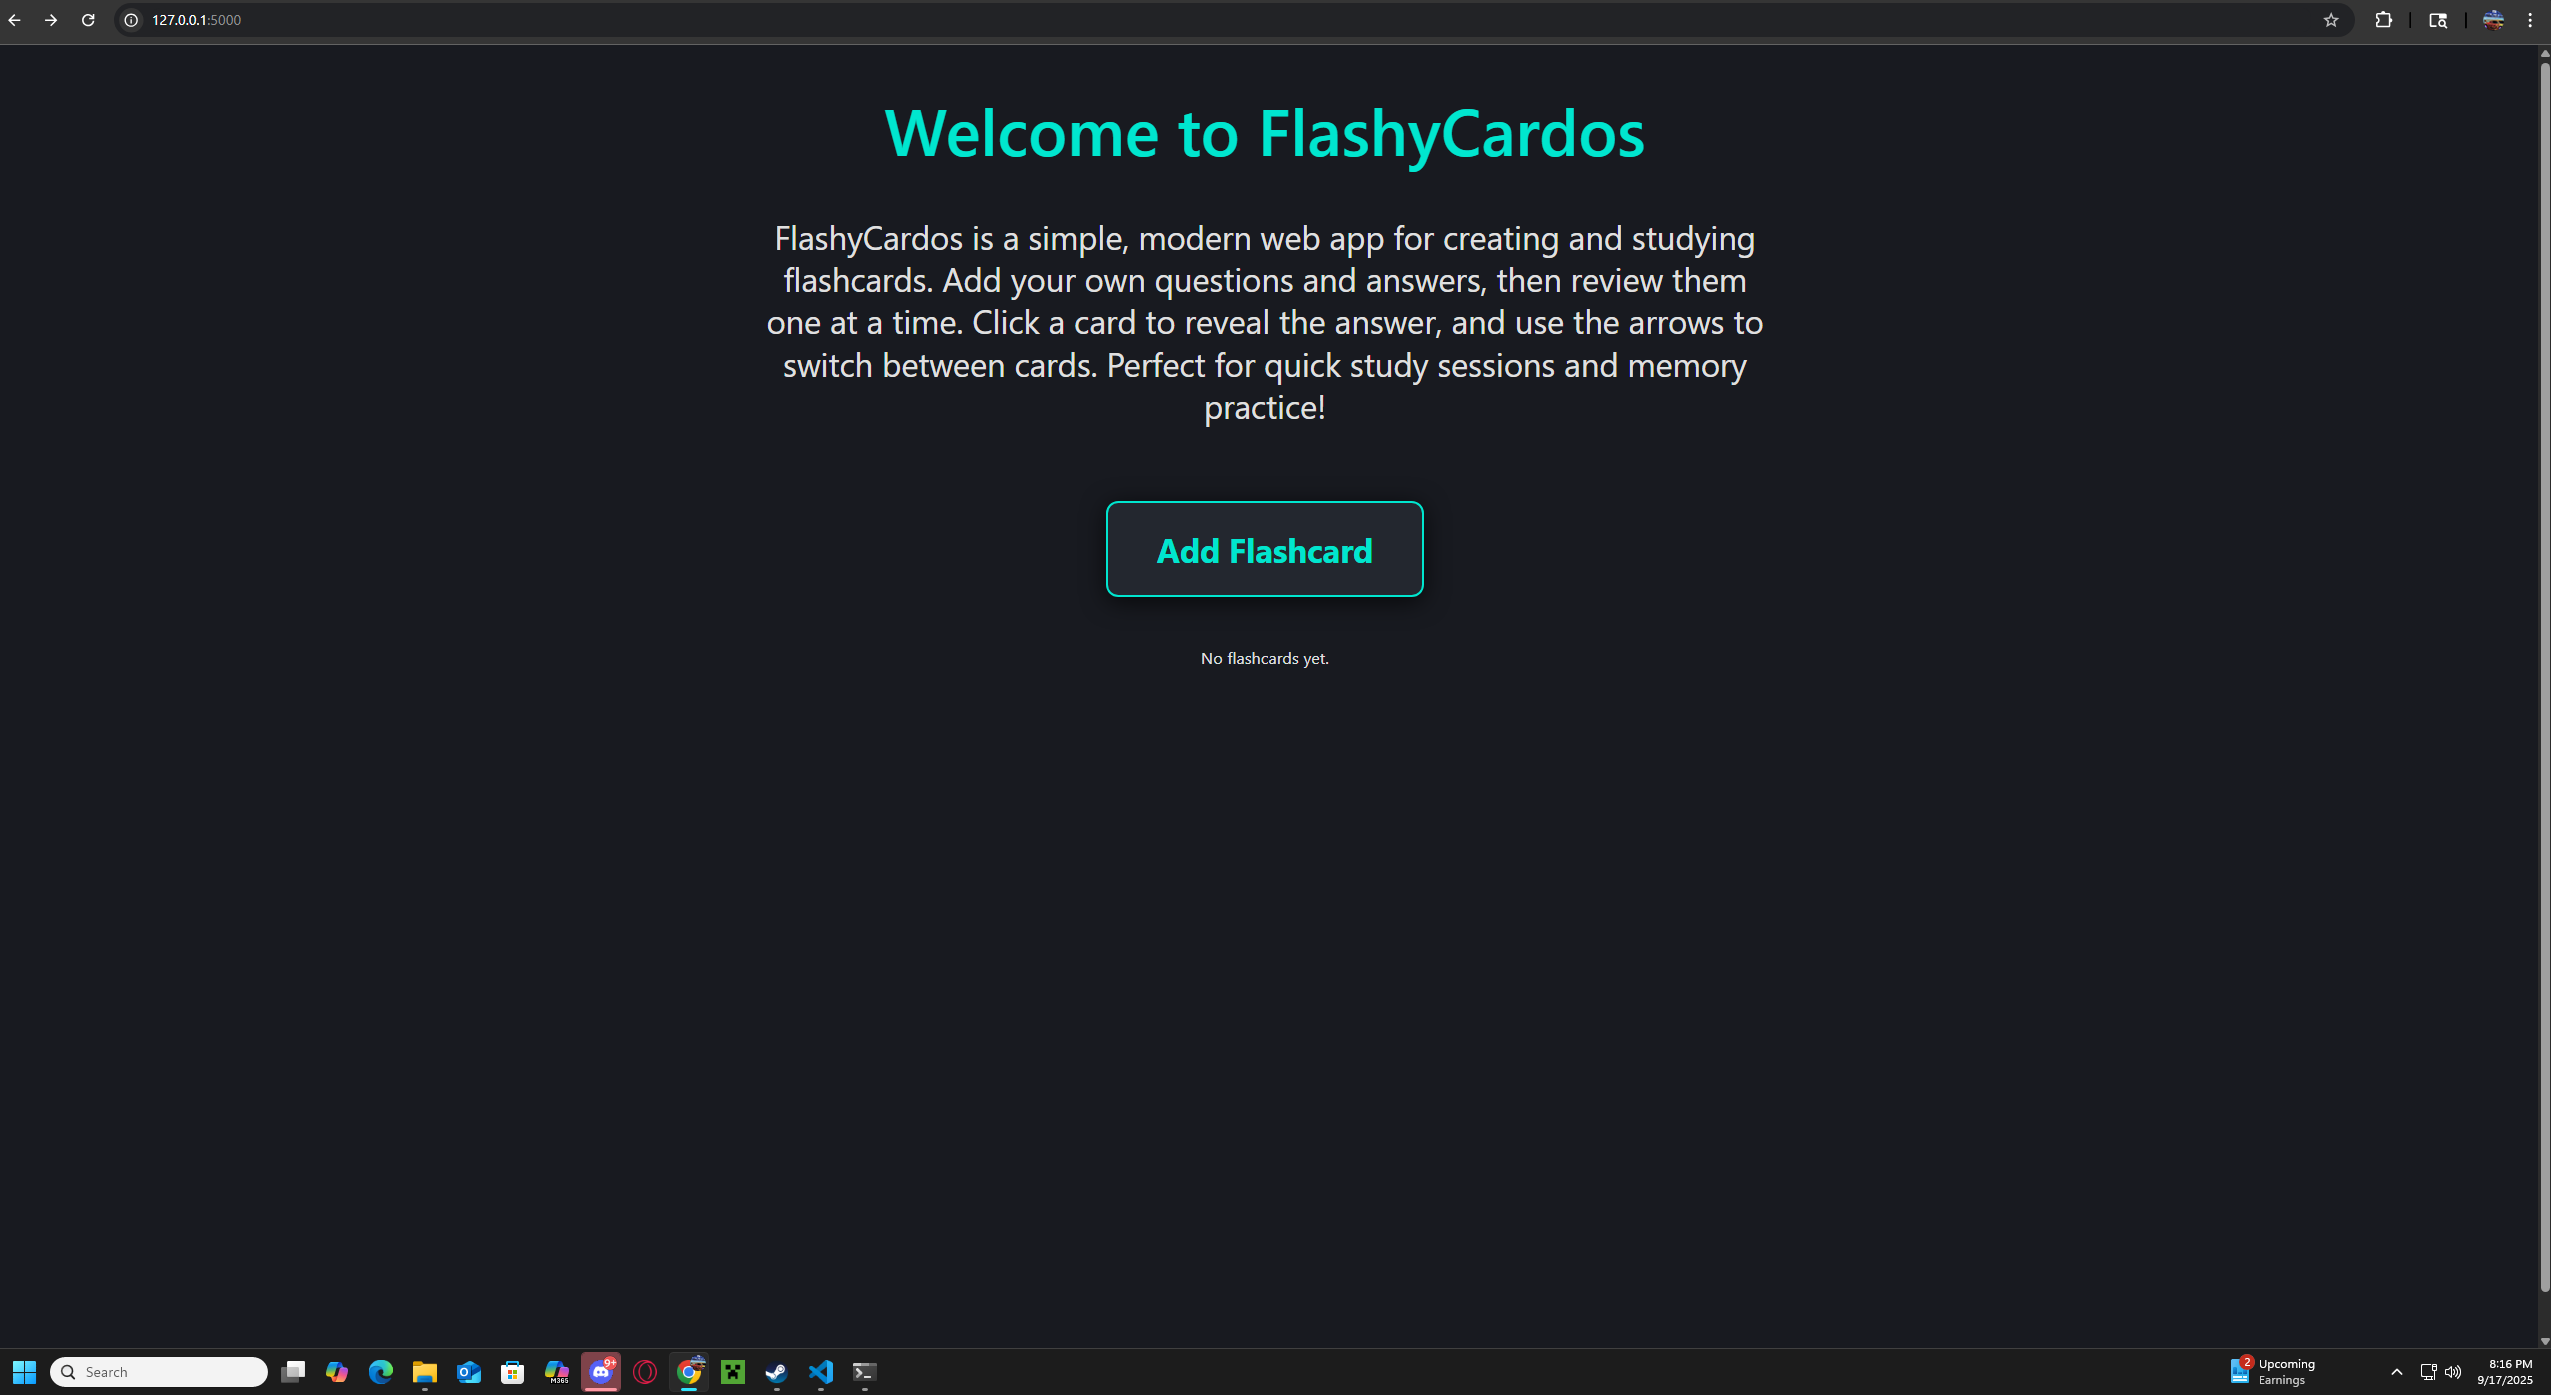 127.0.0.1:5000
Welcome to FlashyCardos
FlashyCardos is a simple, modern web app for creating and studying
flashcards. Add your own questions and answers, then review them
one at a time. Click a card to reveal the answer, and use the arrows to
switch between cards. Perfect for quick study sessions and memory
practice!
Add Flashcard
No flashcards yet.
Search
M365
9+
2
Upcoming
Earnings
8:16 PM
9/17/2025